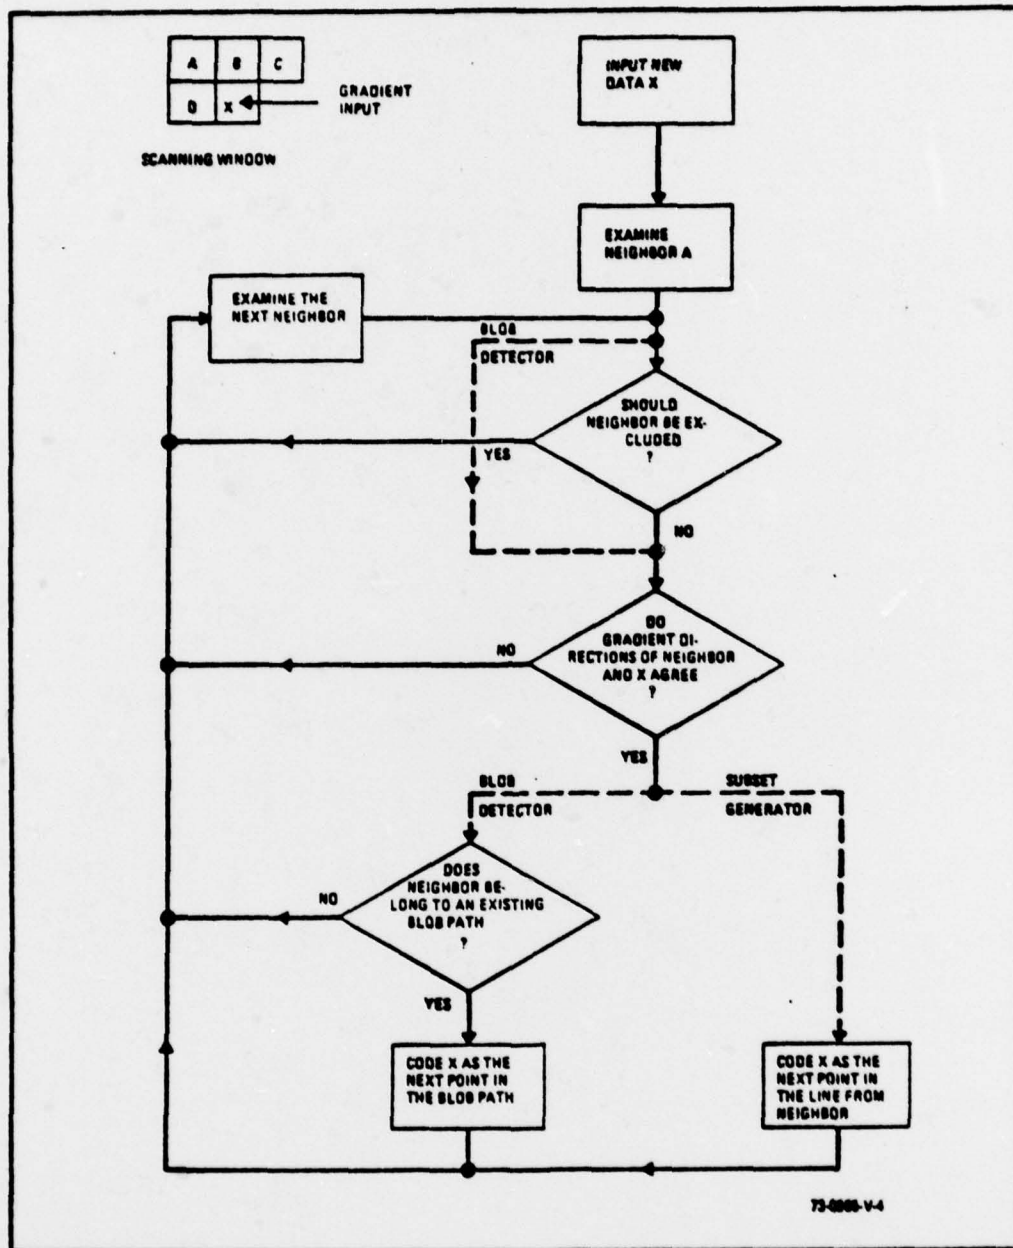 A B C
D X
GRADIENT
INPUT
SCANNING WINDOW
INPUT NEW
DATA X
EXAMINE
NEIGHBOR A
EXAMINE THE
NEXT NEIGHBOR
BLOB
DETECTOR
SHOULD
NEIGHBOR BE EX-
CLUDED
?
YES
NO
DO
GRADIENT DI-
RECTIONS OF NEIGHBOR
AND X AGREE
?
NO
YES
BLOB
DETECTOR
SUBSET
GENERATOR
DOES
NEIGHBOR BE-
LONG TO AN EXISTING
BLOB PATH
?
NO
YES
CODE X AS THE
NEXT POINT IN
THE BLOB PATH
CODE X AS THE
NEXT POINT IN
THE LINE FROM
NEIGHBOR